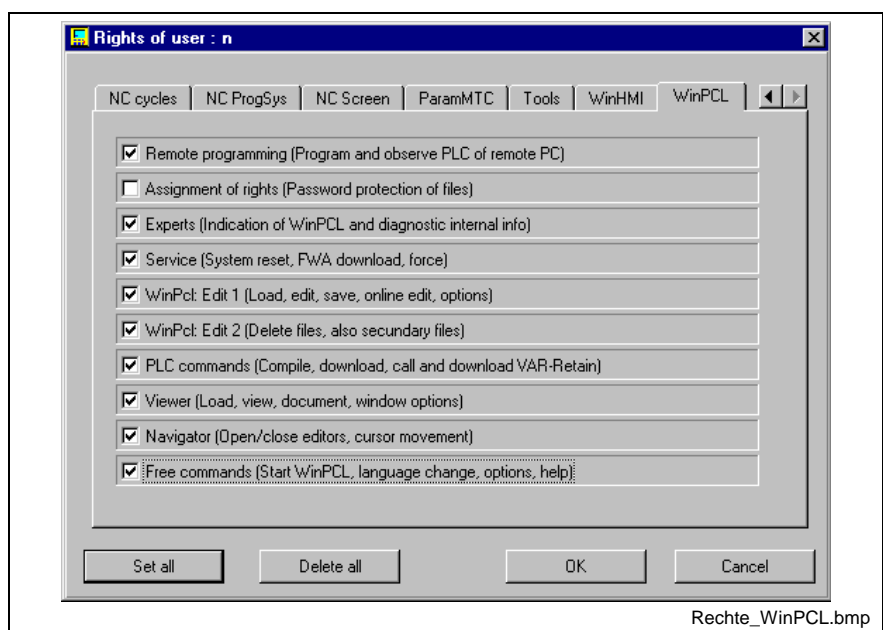 Rights of user : n
NC cycles NC ProgSys NC Screen ParamMTC Tools WinHMI WinPCL
Remote programming (Program and observe PLC of remote PC)
Assignment of rights (Password protection of files)
Experts (Indication of WinPCL and diagnostic internal info)
Service (System reset, FWA download, force)
WinPcl: Edit 1 (Load, edit, save, online edit, options)
WinPcl: Edit 2 (Delete files, also secundary files)
PLC commands (Compile, download, call and download VAR-Retain)
Viewer (Load, view, document, window options)
Navigator (Open/close editors, cursor movement)
Free commands (Start WinPCL, language change, options, help)
Set all Delete all OK Cancel
Rechte_WinPCL.bmp